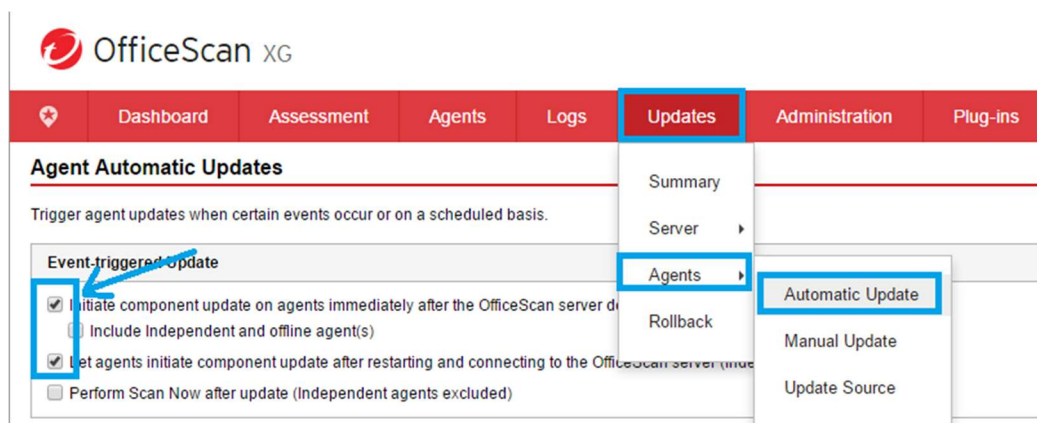 OfficeScan XG
Dashboard Assessment Agents Logs Updates Administration Plug-ins
Agent Automatic Updates
Trigger agent updates when certain events occur or on a scheduled basis.
Event-triggered Update
Initiate component update on agents immediately after the OfficeScan server
Include Independent and offline agent(s)
Let agents initiate component update after restarting and connecting to the OfficeScan server
Perform Scan Now after update (Independent agents excluded)
Summary
Server
Agents
Rollback
Automatic Update
Manual Update
Update Source